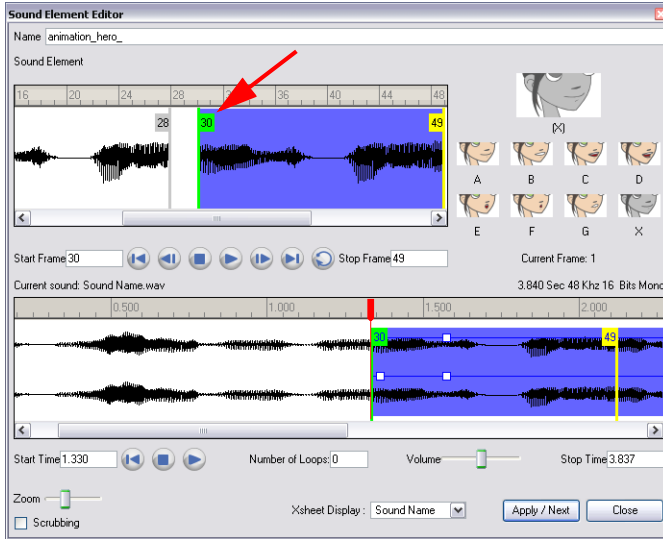 Sound Element Editor
Name animation_hero_
Sound Element
16 20 24 28 36 40 44 48
28 30 49
(X)
A B C D
E F G X
Start Frame 30 Stop Frame 49 Current Frame: 1
Current sound: Sound Name.wav 3.840 Sec 48 Khz 16 Bits Mono
0.500 1.000 1.500 2.000
30 49
Start Time 1.330 Number of Loops: 0 Volume Stop Time 3.837
Zoom
Scrubbing
Xsheet Display : Sound Name Apply / Next Close